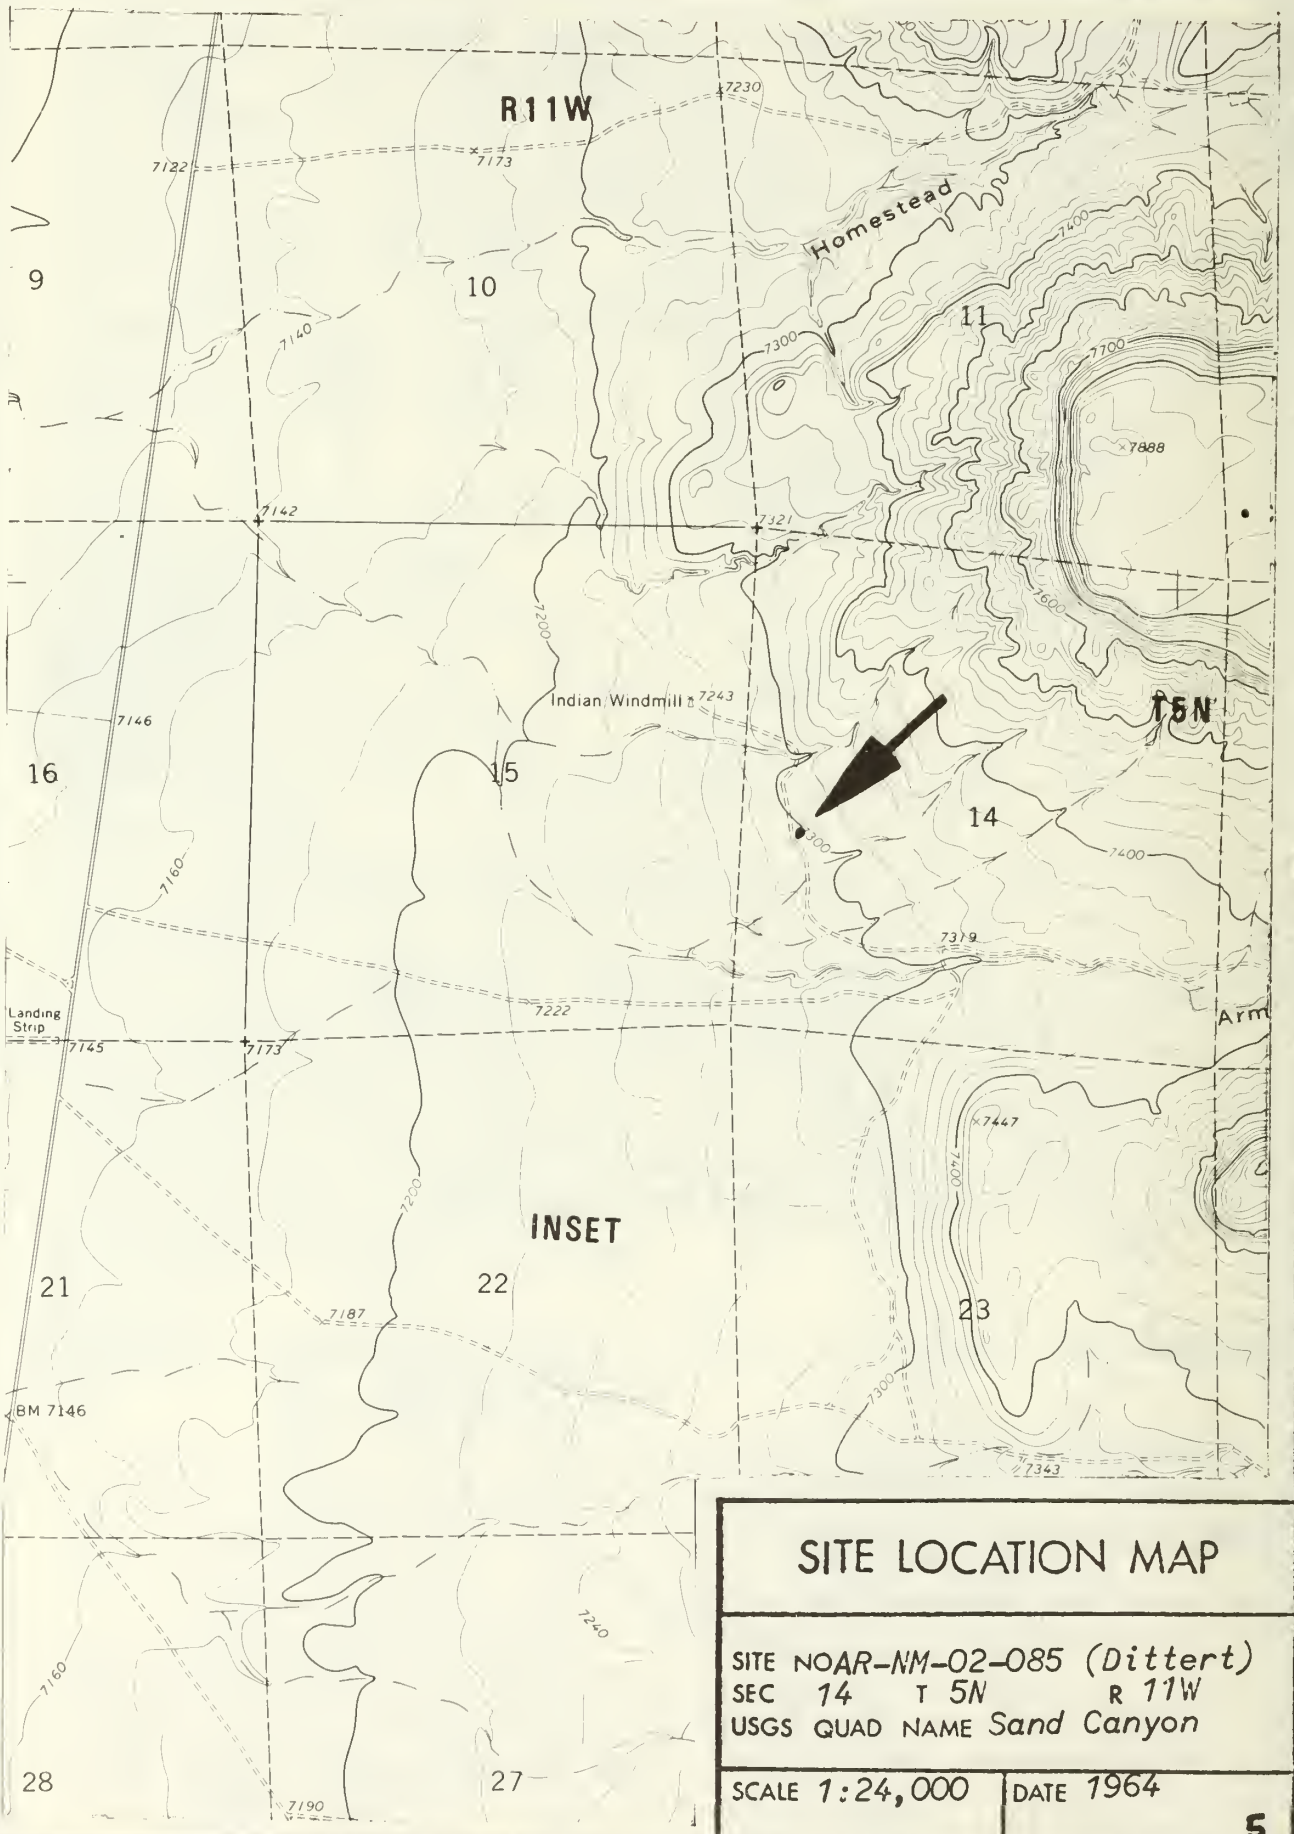 R11W
7230
7122
7173
Homestead
7400
9
10
11
7140
7300
7700
7888
7142
7321
7200
7600
Indian Windmill 7243
T5N
7146
16
15
14
7300
7400
7160
7319
7222
Landing
Strip
Arm
7145
7173
7447
7400
7200
INSET
21
22
23
7187
7300
BM 7146
7343
7240
7160
28
27
7190
SITE LOCATION MAP
SITE NOAR-NM-02-085 (Dittert)
SEC 14 T 5N R 11W
USGS QUAD NAME Sand Canyon
SCALE 1:24,000 DATE 1964
5